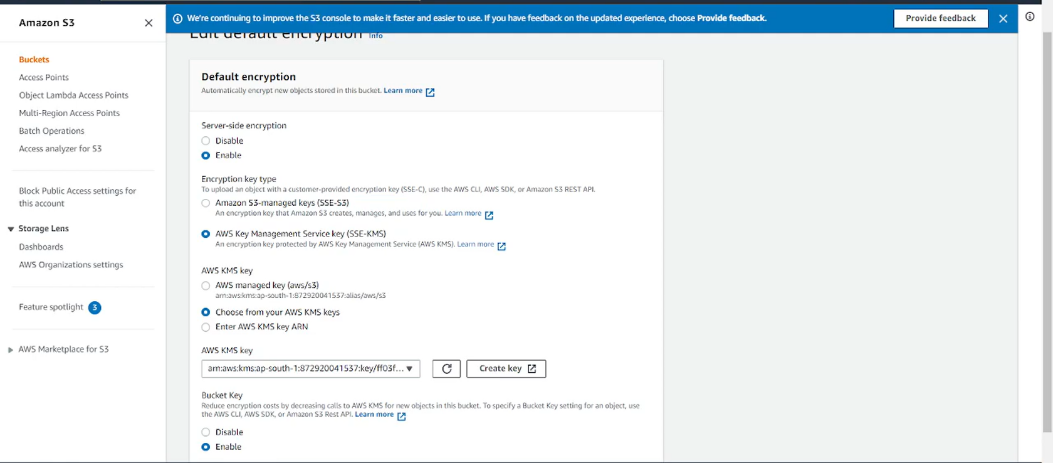 Amazon S3
We're continuing to improve the S3 console to make it faster and easier to use. If you have feedback on the updated experience, choose Provide feedback.
Provide feedback
Edit default encryption Info
Buckets
Access Points
Object Lambda Access Points
Multi-Region Access Points
Batch Operations
Access analyzer for S3
Block Public Access settings for
this account
Storage Lens
Dashboards
AWS Organizations settings
Feature spotlight 3
AWS Marketplace for S3
Default encryption
Automatically encrypt new objects stored in this bucket. Learn more
Server-side encryption
Disable
Enable
Encryption key type
To upload an object with a customer-provided encryption key (SSE-C), use the AWS CLI, AWS SDK, or Amazon S3 REST API.
Amazon S3-managed keys (SSE-S3)
An encryption key that Amazon S3 creates, manages, and uses for you. Learn more
AWS Key Management Service key (SSE-KMS)
An encryption key protected by AWS Key Management Service (AWS KMS). Learn more
AWS KMS key
AWS managed key (aws/s3)
arn:aws:kms:ap-south-1:872920041537:alias/aws/s3
Choose from your AWS KMS keys
Enter AWS KMS key ARN
AWS KMS key
arn:aws:kms:ap-south-1:872920041537:key/ff03f...
Create key
Bucket Key
Reduce encryption costs by decreasing calls to AWS KMS for new objects in this bucket. To specify a Bucket Key setting for an object, use
the AWS CLI, AWS SDK, or Amazon S3 Rest API. Learn more
Disable
Enable